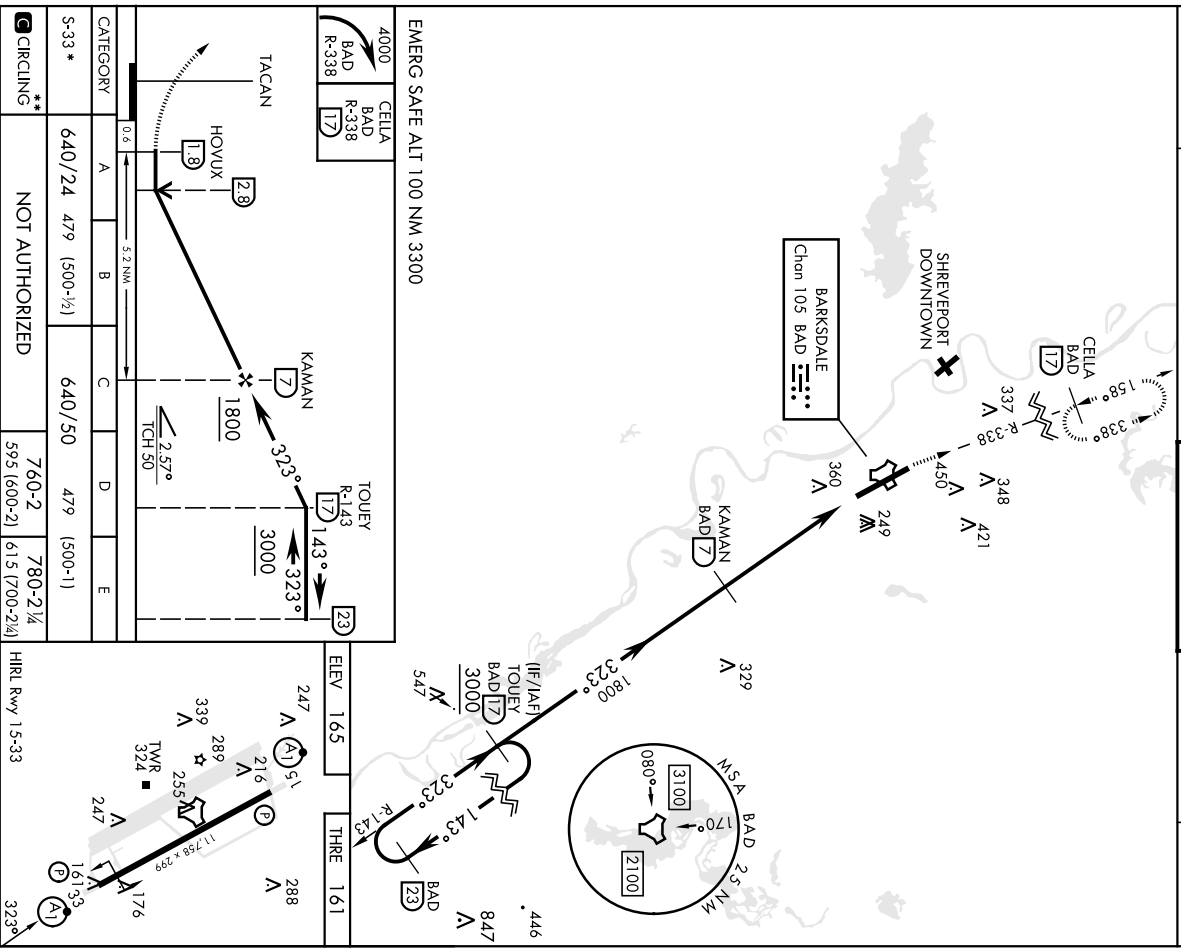 CELLA
BAD
17
158°
338°
R-338
337
348
450
421
SHREVEPORT
DOWNTOWN
BARKSDALE
Chan 105 BAD
360
249
KAMAN
BAD 7
329
1800
323°
(IF/IAF)
TOUEY
BAD 17
3000
547
323°
143°
R-143
BAD
23
446
847
MSA BAD 25 NM
3100
080°
170°
2100
EMERG SAFE ALT 100 NM 3300
4000
BAD
R-338
CELLA
BAD
R-338
17
TACAN
HOVUX
1.8
2.8
KAMAN
7
1800
323°
TOUEY
R-143
17
143°
323°
3000
23
2.57°
TCH 50
0.6
5.2 NM
CATEGORY A B C D E
S-33 * 640/24 479 (500-½) 640/50 479 (500-1)
C CIRCLING ** NOT AUTHORIZED 760-2 595 (600-2) 780-2¼ 615 (700-2¼)
ELEV 165
THRE 161
247
A1
15
216
P
289
339
255
TWR
324
11,758 x 299
247
288
176
P
161
33
A1
323°
HIRL Rwy 15-33